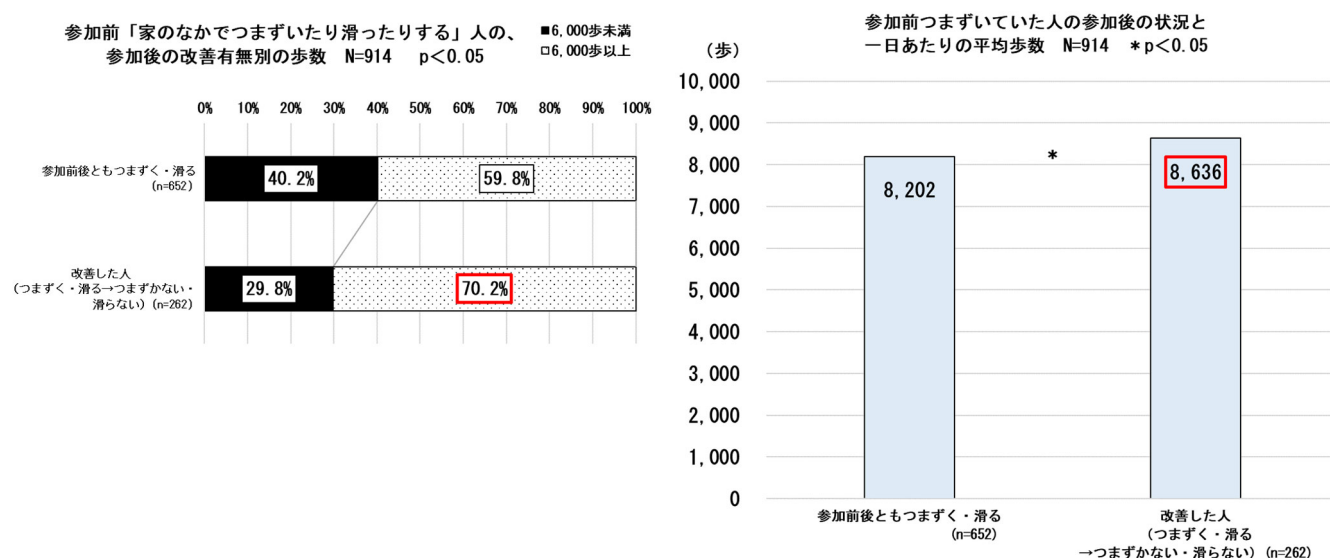 参加前「家のなかでつまずいたり滑ったりする」人の、
参加後の改善有無別の歩数　N=914　p＜0.05
■6,000歩未満
□6,000歩以上
0% 10% 20% 30% 40% 50% 60% 70% 80% 90% 100%
参加前後ともつまずく・滑る
(n=652)
40.2% 59.8%
改善した人
(つまずく・滑る→つまずかない・
滑らない)(n=262)
29.8% 70.2%
参加前つまずいていた人の参加後の状況と
一日あたりの平均歩数　N=914　＊p＜0.05
（歩）
10,000
9,000
8,000
7,000
6,000
5,000
4,000
3,000
2,000
1,000
0
8,202
*
8,636
参加前後ともつまずく・滑る
(n=652)
改善した人
(つまずく・滑る
→つまずかない・滑らない)(n=262)